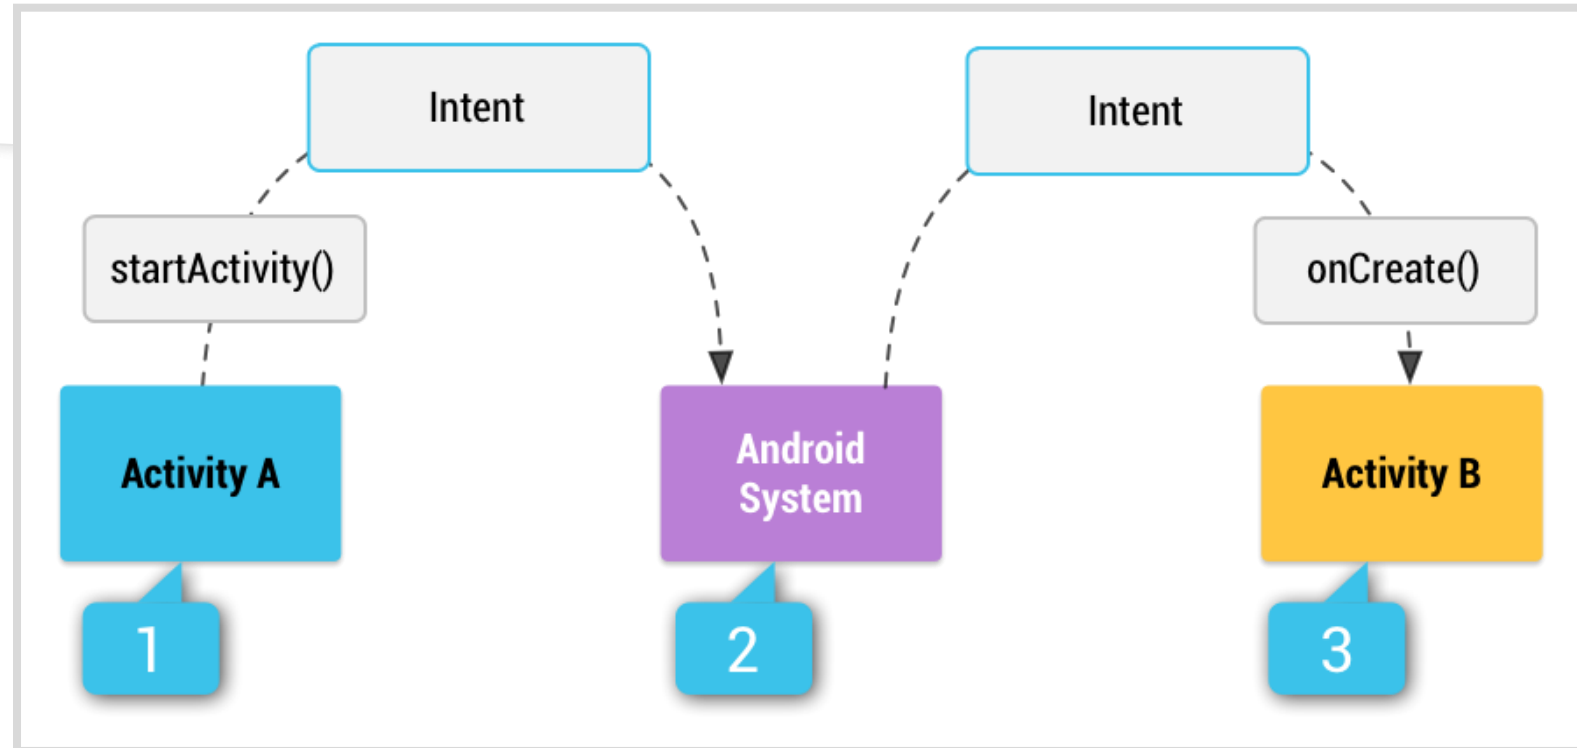 Intent
Intent
startActivity()
onCreate()
Activity A
Android
System
Activity B
1
2
3